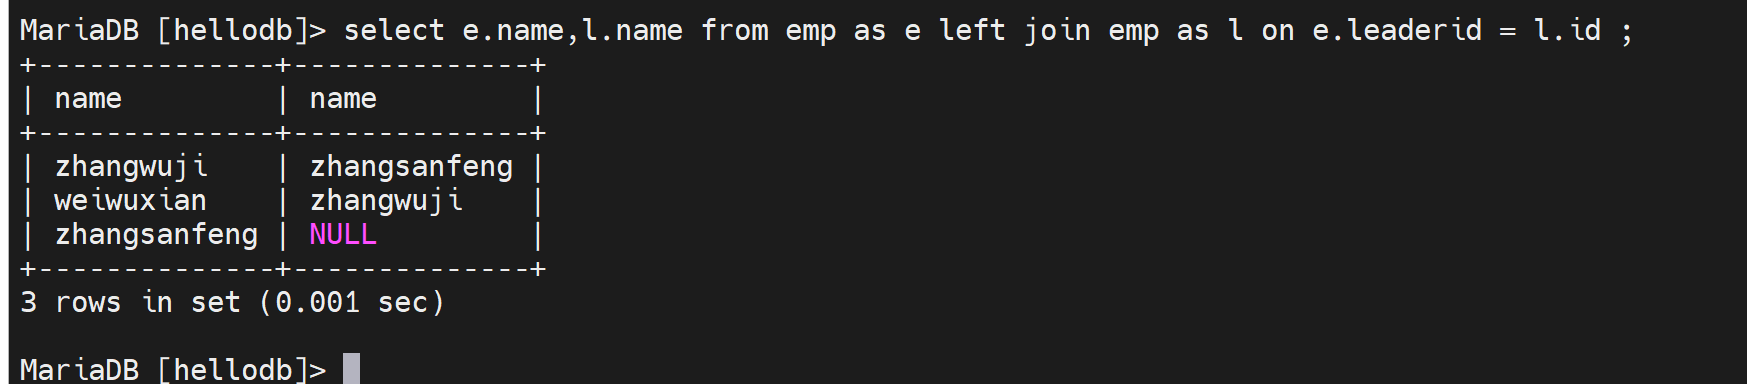 MariaDB [hellodb]> select e.name,l.name from emp as e left join emp as l on e.leaderid = l.id ;
+--------------+--------------+
| name         | name         |
+--------------+--------------+
| zhangwuji    | zhangsanfeng |
| weiwuxian    | zhangwuji    |
| zhangsanfeng | NULL         |
+--------------+--------------+
3 rows in set (0.001 sec)
MariaDB [hellodb]>